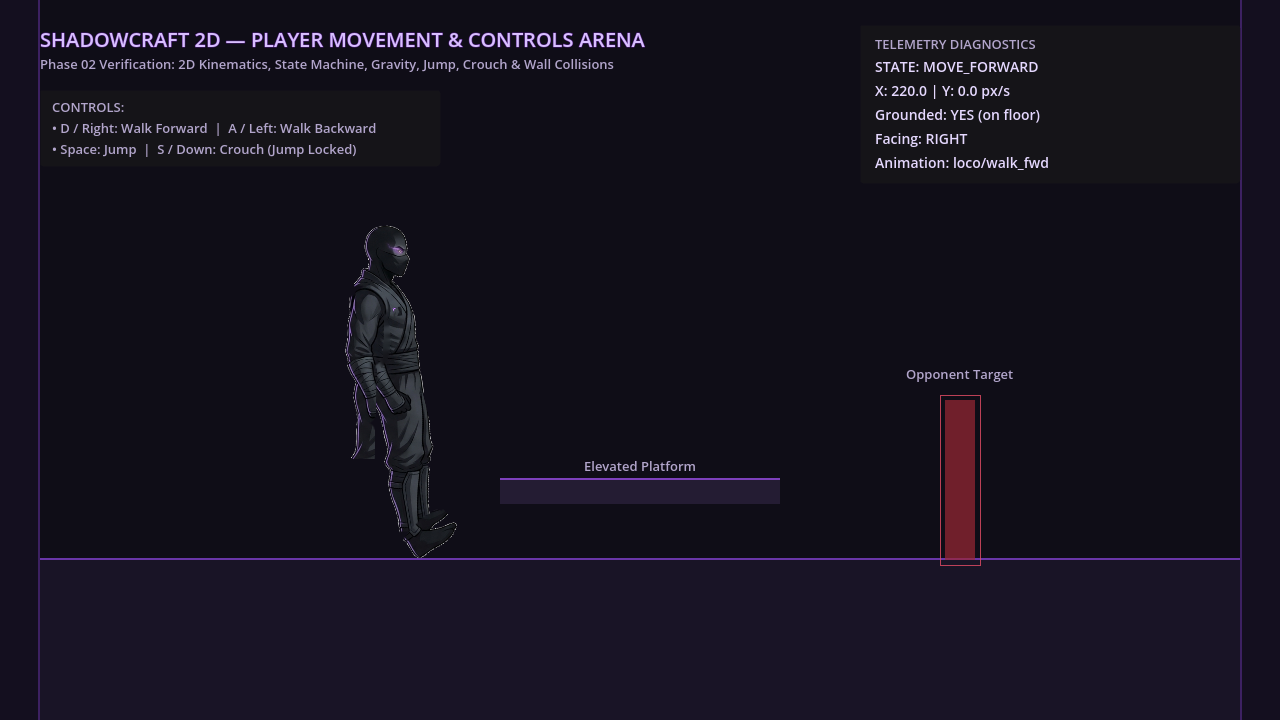 SHADOWCRAFT 2D — PLAYER MOVEMENT & CONTROLS ARENA
Phase 02 Verification: 2D Kinematics, State Machine, Gravity, Jump, Crouch & Wall Collisions
CONTROLS:
• D / Right: Walk Forward | A / Left: Walk Backward
• Space: Jump | S / Down: Crouch (Jump Locked)
TELEMETRY DIAGNOSTICS
STATE: MOVE_FORWARD
X: 220.0 | Y: 0.0 px/s
Grounded: YES (on floor)
Facing: RIGHT
Animation: loco/walk_fwd
Opponent Target
Elevated Platform